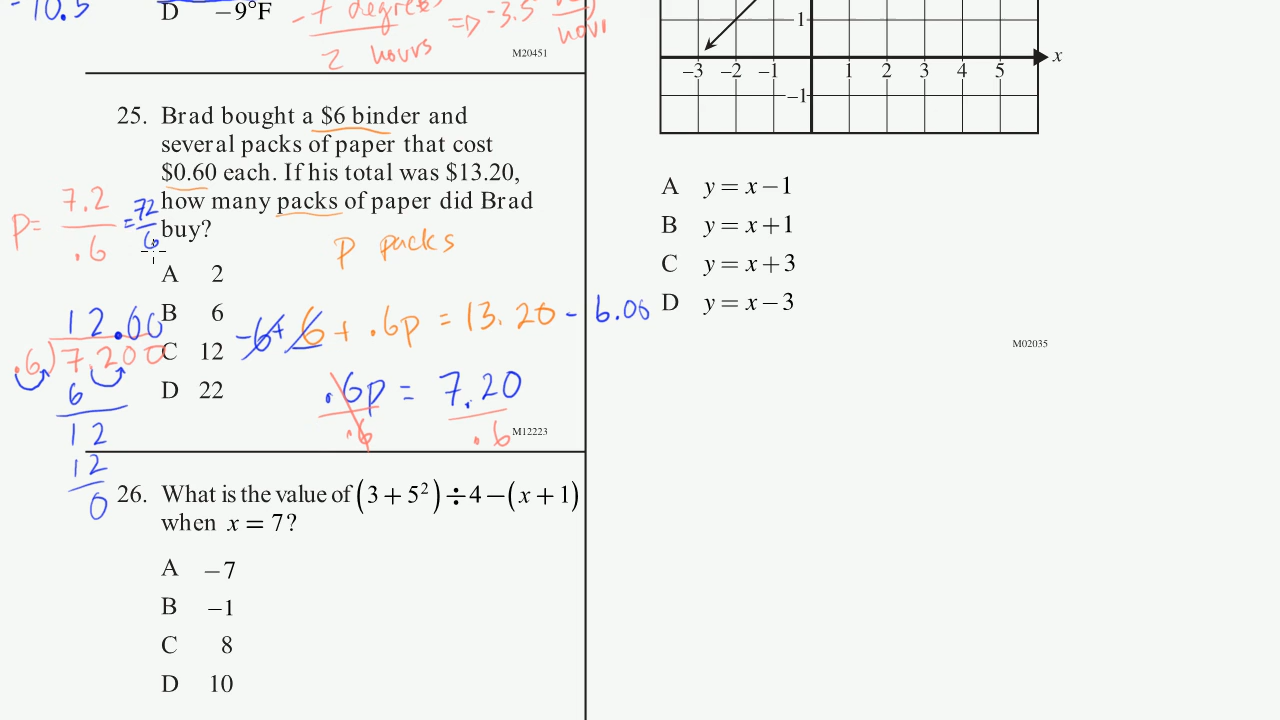 -10.5
D −9°F
-7 degrees
2 hours
=> -3.5
hour
M20451
25. Brad bought a $6 binder and
several packs of paper that cost
$0.60 each. If his total was $13.20,
how many packs of paper did Brad
buy?
P= 7.2
.6
= 72
6
P packs
A 2
B 6
C 12
D 22
-6 + 6 + .6p = 13.20 - 6.00
.6p = 7.20
.6 .6
12.00
.6)7.200
6
12
12
0
M12223
26. What is the value of (3 + 5²) ÷ 4 − (x + 1)
when x = 7?
A −7
B −1
C 8
D 10
1
−3 −2 −1 1 2 3 4 5 x
−1
A y = x − 1
B y = x + 1
C y = x + 3
D y = x − 3
M02035